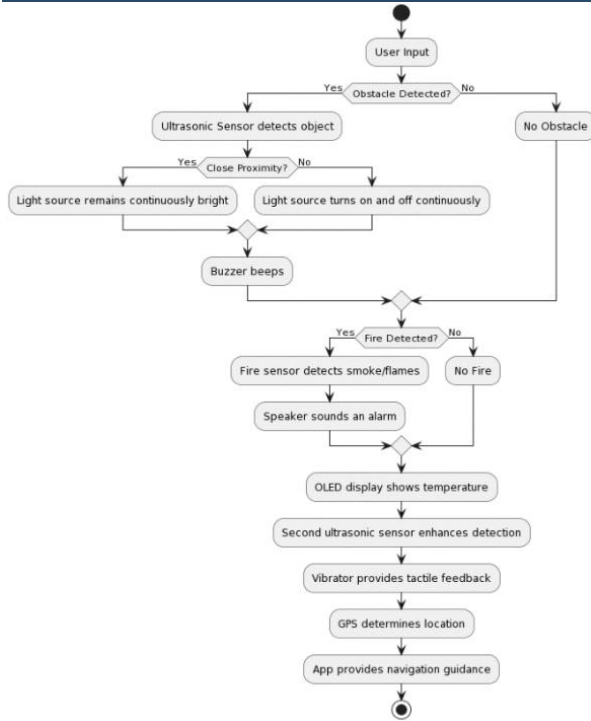 User Input
Yes
Obstacle Detected?
No
Ultrasonic Sensor detects object
No Obstacle
Yes
Close Proximity?
No
Light source remains continuously bright
Light source turns on and off continuously
Buzzer beeps
Yes
Fire Detected?
No
Fire sensor detects smoke/flames
No Fire
Speaker sounds an alarm
OLED display shows temperature
Second ultrasonic sensor enhances detection
Vibrator provides tactile feedback
GPS determines location
App provides navigation guidance